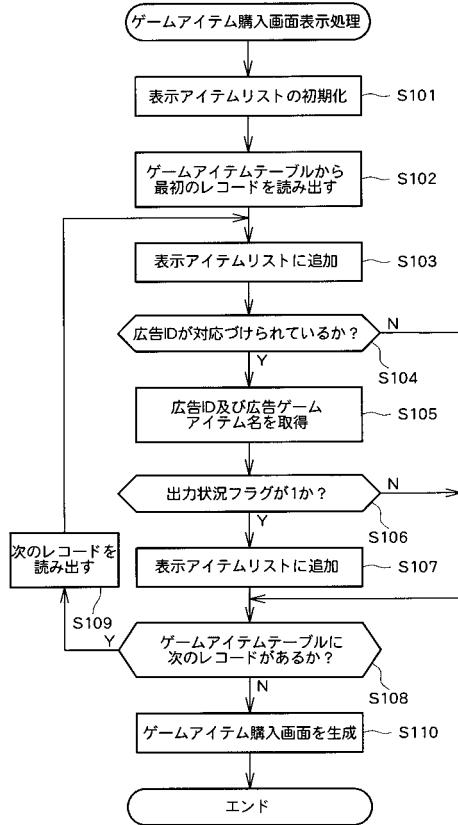 ゲームアイテム購入画面表示処理
表示アイテムリストの初期化
S101
ゲームアイテムテーブルから
最初のレコードを読み出す
S102
表示アイテムリストに追加
S103
広告IDが対応づけられているか?
N
S104
Y
広告ID及び広告ゲーム
アイテム名を取得
S105
出力状況フラグが1か?
N
S106
Y
表示アイテムリストに追加
S107
次のレコードを
読み出す
S109
Y
ゲームアイテムテーブルに
次のレコードがあるか?
S108
N
ゲームアイテム購入画面を生成
S110
エンド